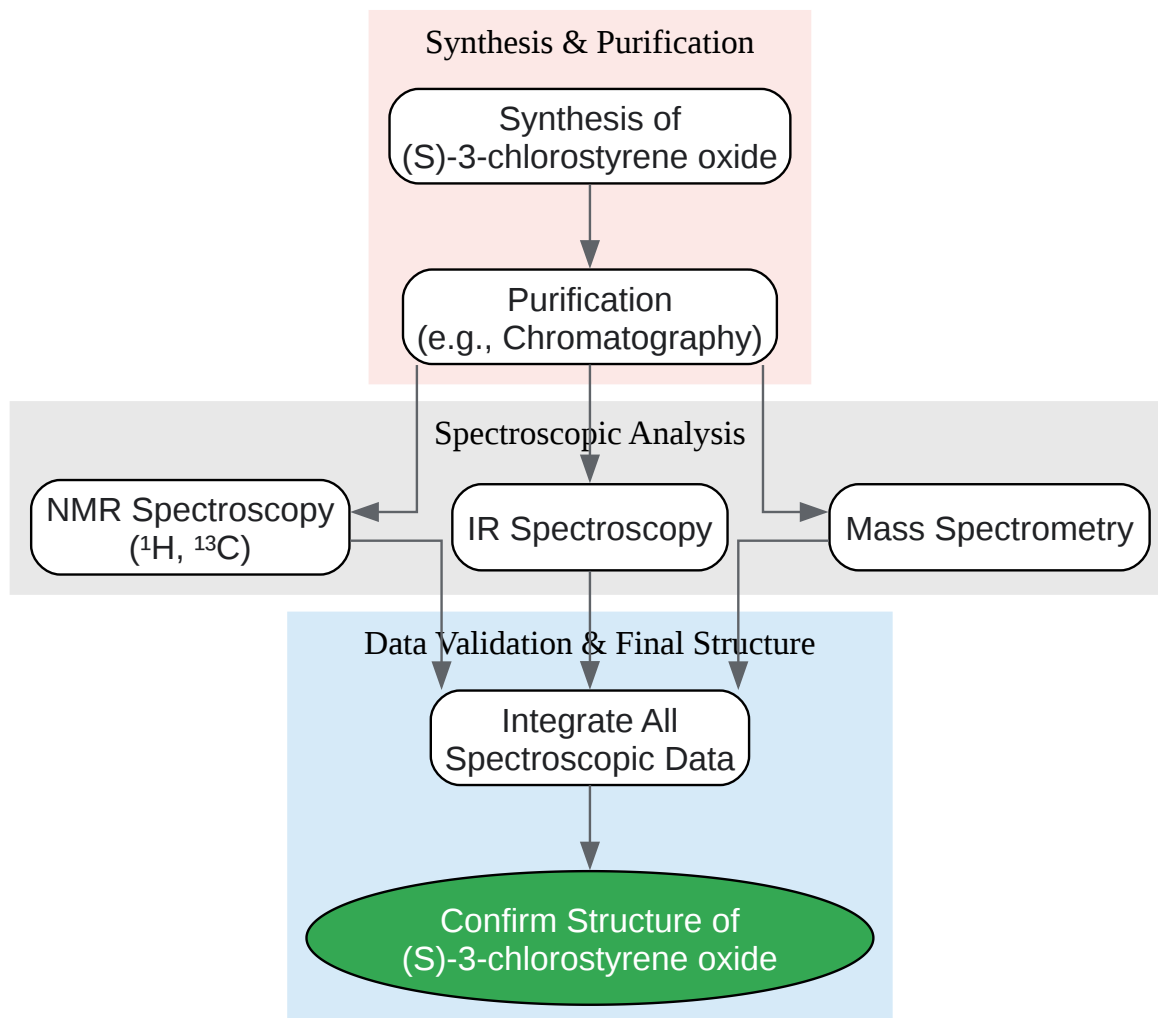 Synthesis & Purification
Synthesis of
(S)-3-chlorostyrene oxide
Purification
(e.g., Chromatography)
Spectroscopic Analysis
NMR Spectroscopy
(¹H, ¹³C)
IR Spectroscopy
Mass Spectrometry
Data Validation & Final Structure
Integrate All
Spectroscopic Data
Confirm Structure of
(S)-3-chlorostyrene oxide